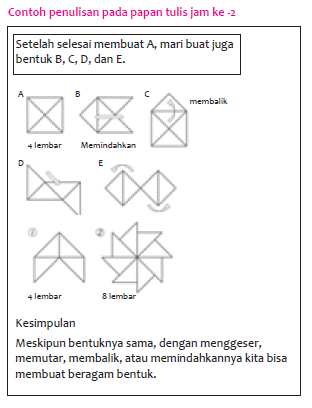 Contoh penulisan pada papan tulis jam ke -2
Setelah selesai membuat A, mari buat juga
bentuk B, C, D, dan E.
A B C
membalik
4 lembar Memindahkan
D E
① ②
4 lembar 8 lembar
Kesimpulan
Meskipun bentuknya sama, dengan menggeser,
memutar, membalik, atau memindahkannya kita bisa
membuat beragam bentuk.